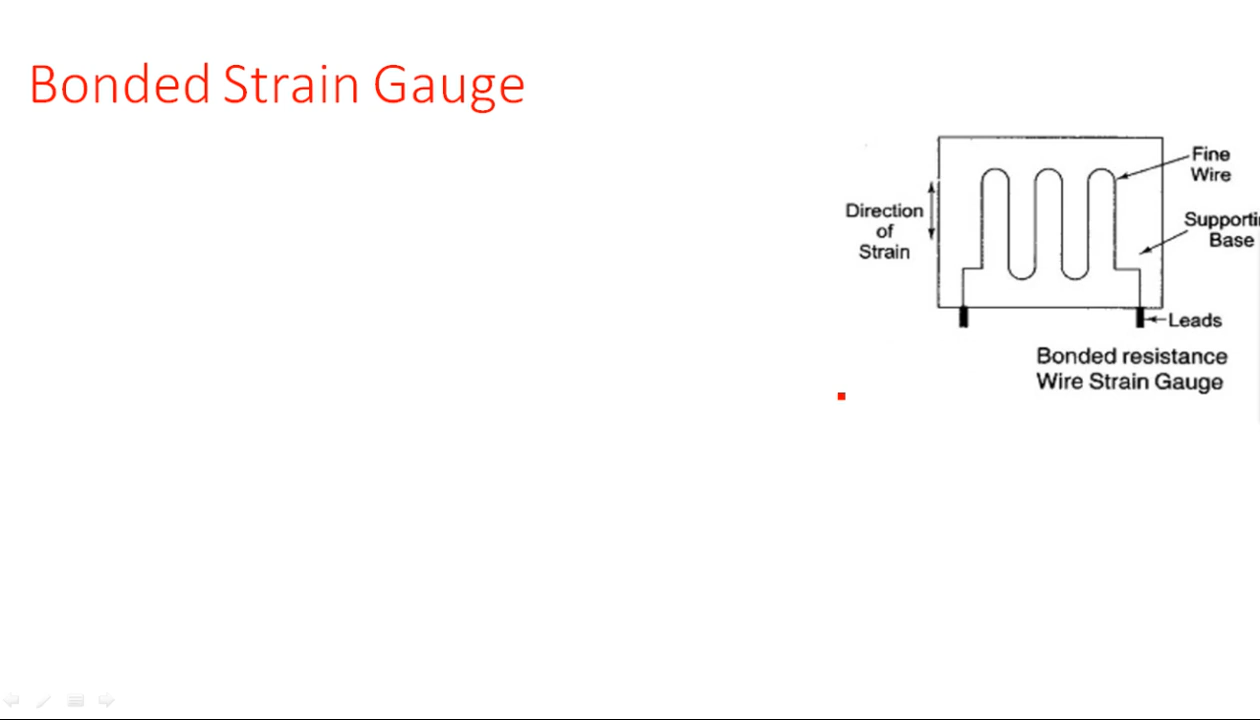 Bonded Strain Gauge
Fine
Wire
Direction
of
Strain
Supporti
Base
Leads
Bonded resistance
Wire Strain Gauge